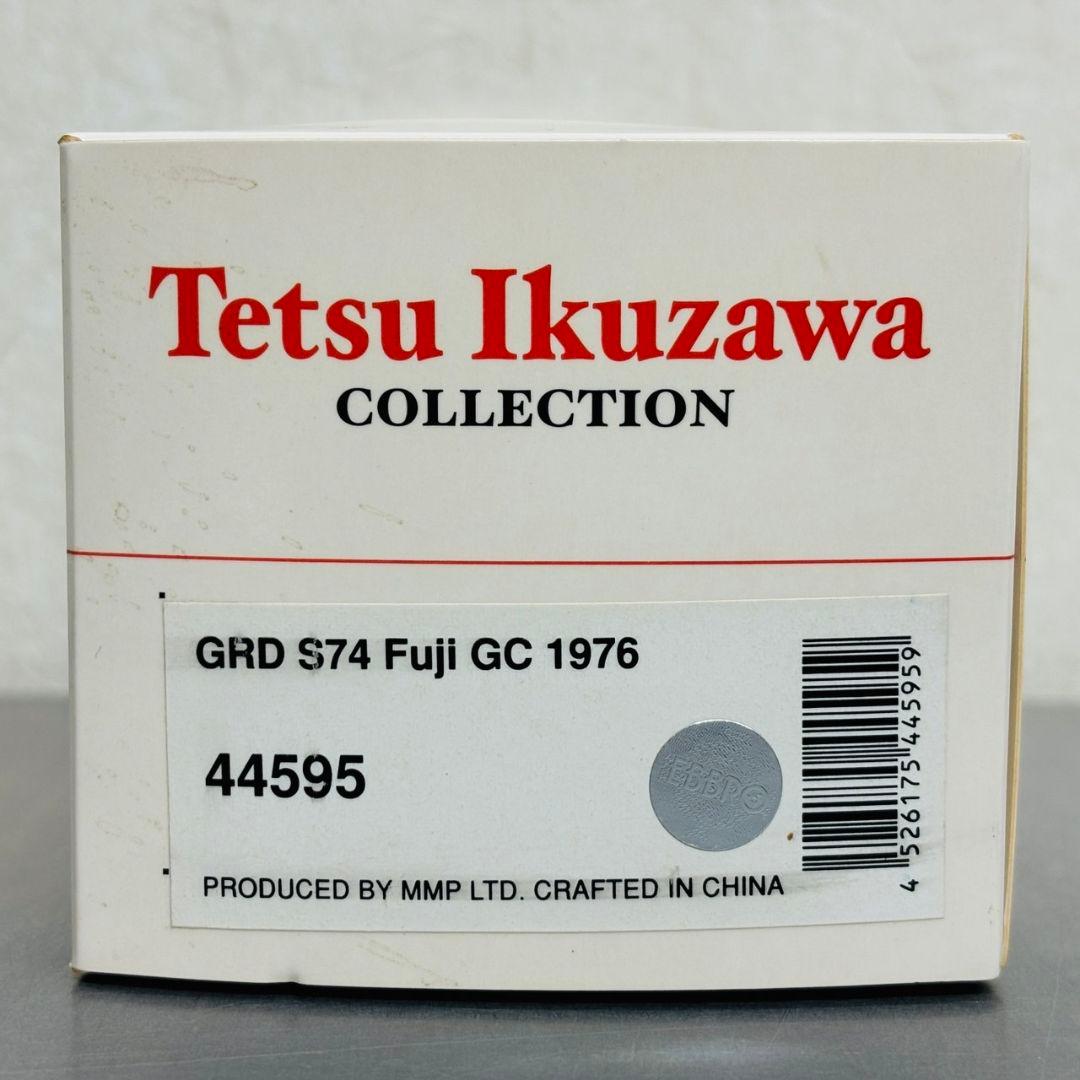 Tetsu Ikuzawa
COLLECTION
GRD S74 Fuji GC 1976
44595
EBBRO
PRODUCED BY MMP LTD. CRAFTED IN CHINA
4 526175 445959